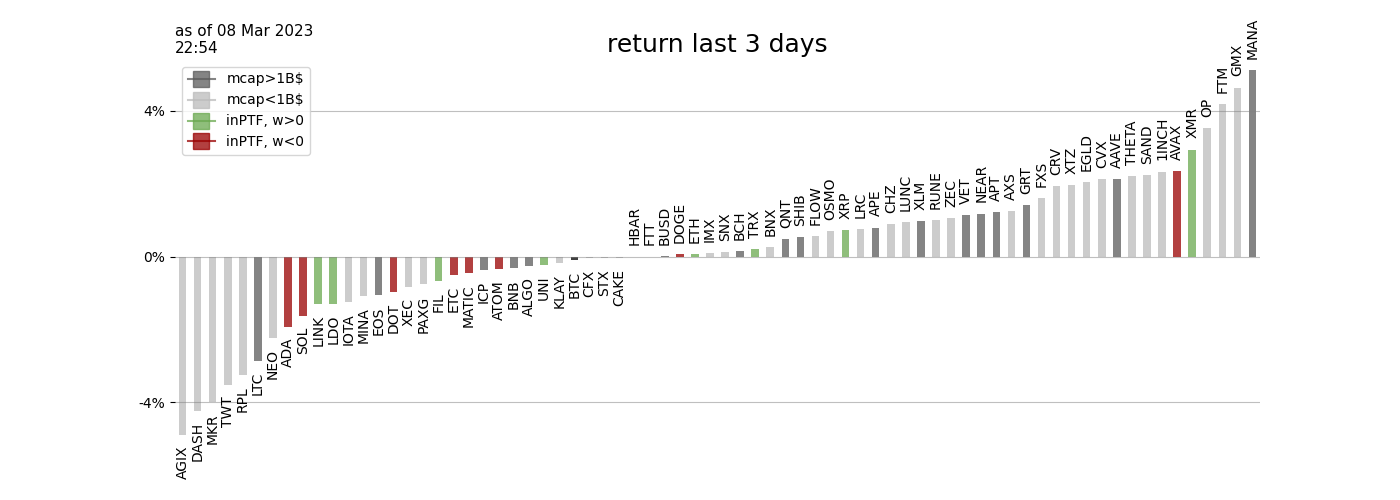 as of 08 Mar 2023
22:54
return last 3 days
mcap>1B$
mcap<1B$
inPTF, w>0
inPTF, w<0
4%
0%
-4%
AGIX
DASH
MKR
TWT
RPL
LTC
NEO
ADA
SOL
LINK
LDO
IOTA
MINA
EOS
DOT
XEC
PAXG
FIL
ETC
MATIC
ICP
ATOM
BNB
ALGO
UNI
KLAY
BTC
CFX
STX
CAKE
HBAR
FTT
BUSD
DOGE
ETH
IMX
SNX
BCH
TRX
BNX
QNT
SHIB
FLOW
OSMO
XRP
LRC
APE
CHZ
LUNC
XLM
RUNE
ZEC
VET
NEAR
APT
AXS
GRT
FXS
CRV
XTZ
EGLD
CVX
AAVE
THETA
SAND
1INCH
AVAX
XMR
OP
FTM
GMX
MANA